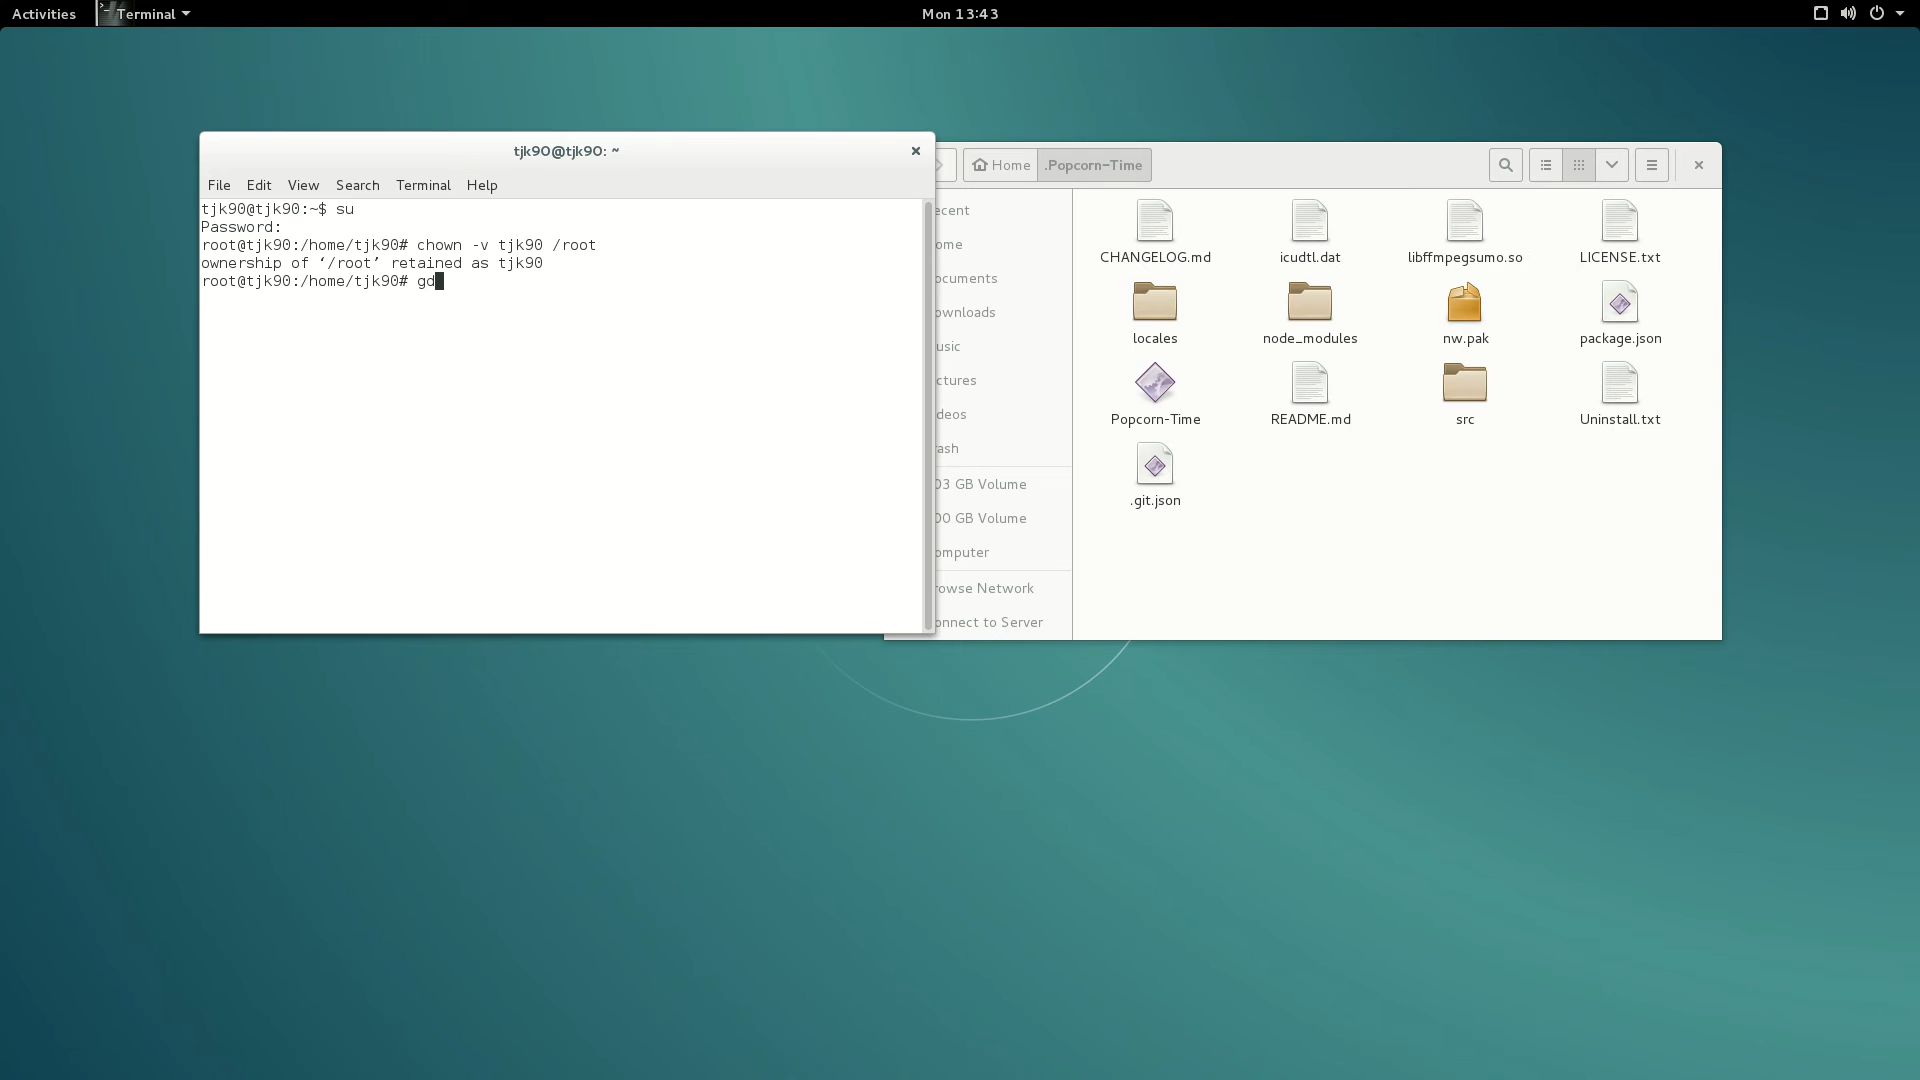 Activities
Terminal
Mon 13:43
tjk90@tjk90: ~
File Edit View Search Terminal Help
tjk90@tjk90:~$ su
Password:
root@tjk90:/home/tjk90# chown -v tjk90 /root
ownership of ‘/root’ retained as tjk90
root@tjk90:/home/tjk90# gd
Home .Popcorn-Time
ecent
ome
ocuments
ownloads
usic
ctures
deos
ash
03 GB Volume
00 GB Volume
omputer
rowse Network
onnect to Server
CHANGELOG.md icudtl.dat libffmpegsumo.so LICENSE.txt
locales node_modules nw.pak package.json
Popcorn-Time README.md src Uninstall.txt
.git.json